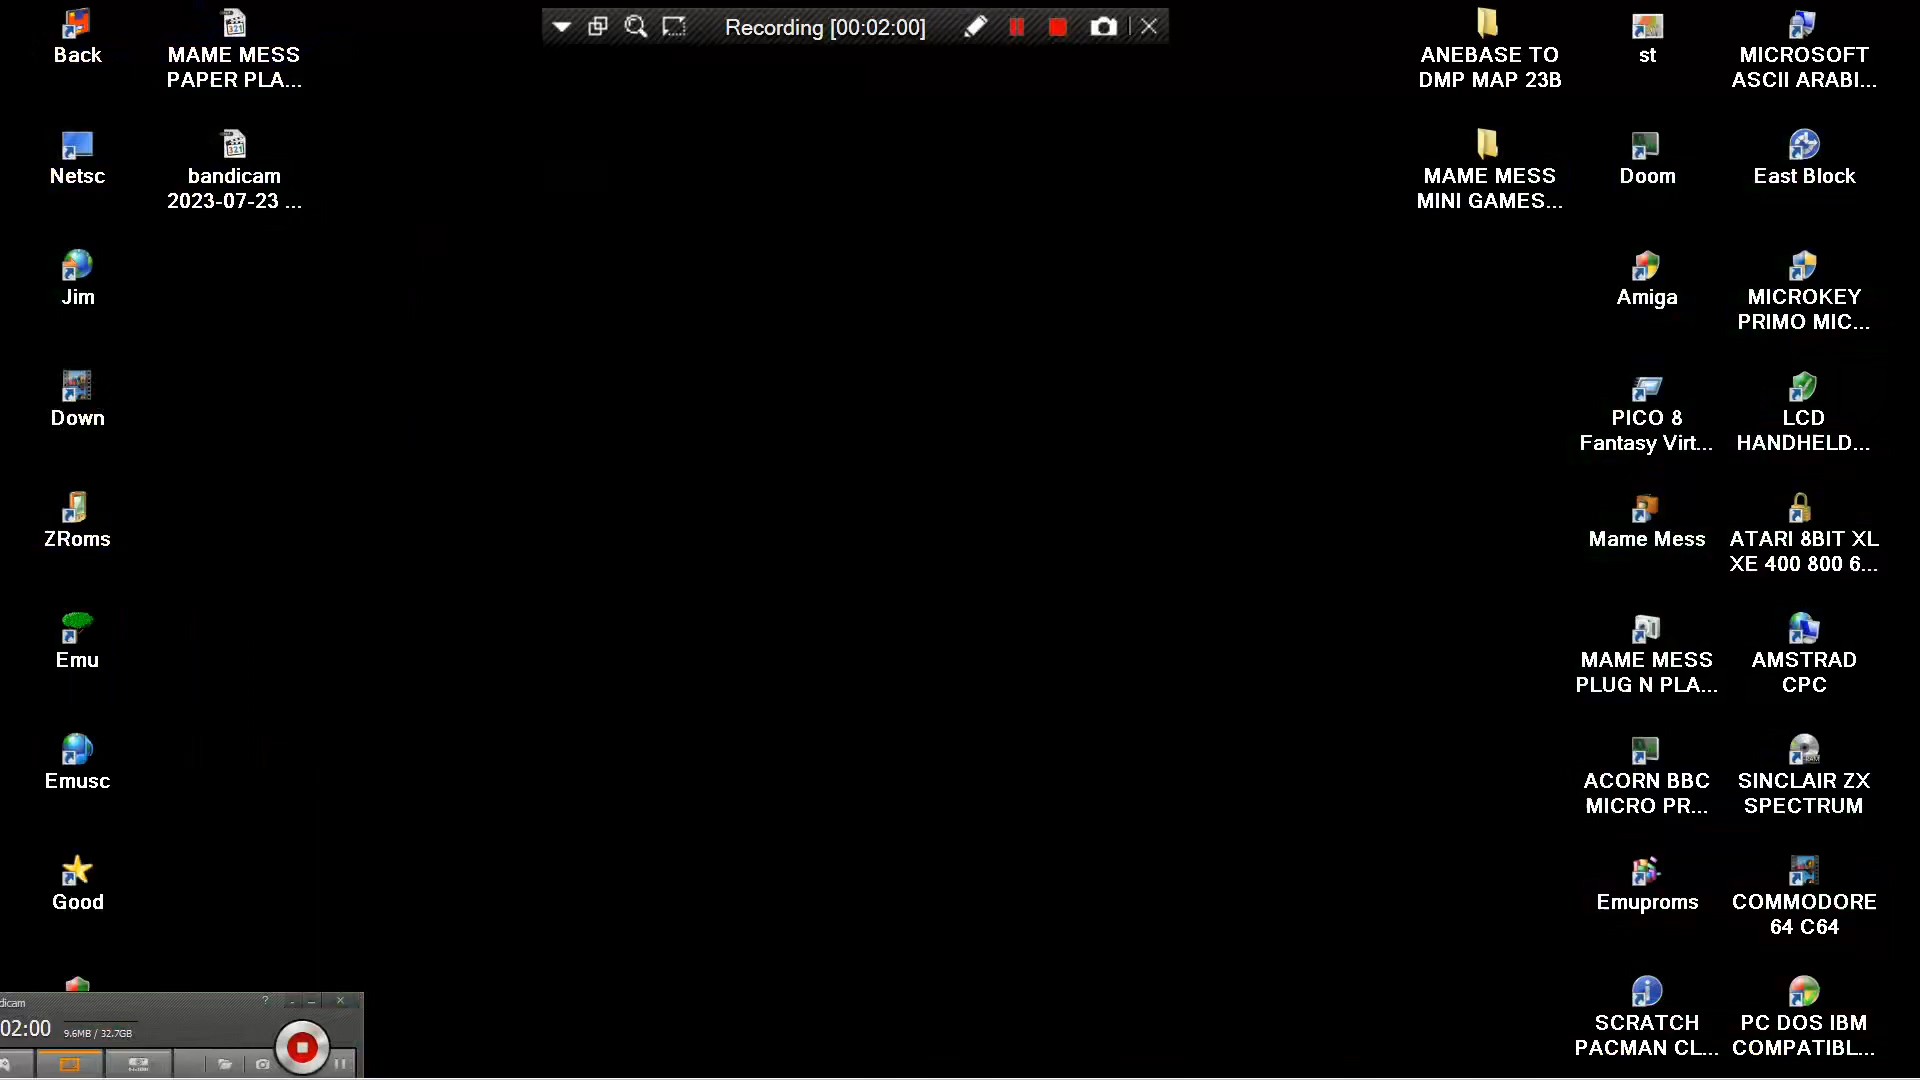 Recording [00:02:00]
Back
MAME MESS
PAPER PLA...
Netsc
bandicam
2023-07-23 ...
Jim
Down
ZRoms
Emu
Emusc
Good
ANEBASE TO
DMP MAP 23B
st
MICROSOFT
ASCII ARABI...
MAME MESS
MINI GAMES...
Doom
East Block
Amiga
MICROKEY
PRIMO MIC...
PICO 8
Fantasy Virt...
LCD
HANDHELD...
Mame Mess
ATARI 8BIT XL
XE 400 800 6...
MAME MESS
PLUG N PLA...
AMSTRAD
CPC
ACORN BBC
MICRO PR...
SINCLAIR ZX
SPECTRUM
Emuproms
COMMODORE
64 C64
SCRATCH
PACMAN CL...
PC DOS IBM
COMPATIBL...
dicam
02:00
9.6MB / 32.7GB